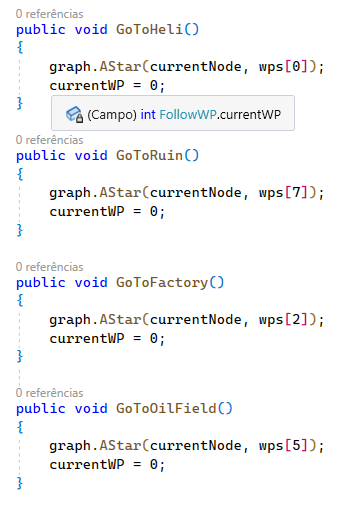 0 referências
public void GoToHeli()
{
graph.AStar(currentNode, wps[0]);
currentWP = 0;
}
(Campo) int FollowWP.currentWP
0 referências
public void GoToRuin()
{
graph.AStar(currentNode, wps[7]);
currentWP = 0;
}
0 referências
public void GoToFactory()
{
graph.AStar(currentNode, wps[2]);
currentWP = 0;
}
0 referências
public void GoToOilField()
{
graph.AStar(currentNode, wps[5]);
currentWP = 0;
}